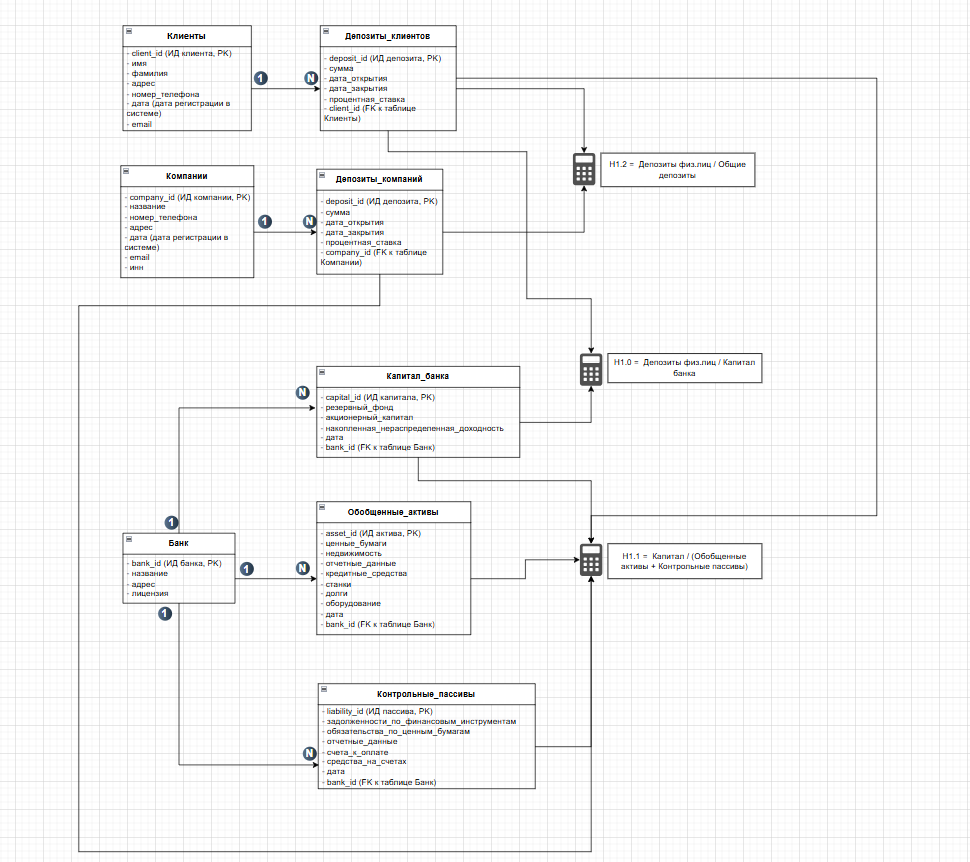 Клиенты
- client_id (ИД клиента, PK)
- имя
- фамилия
- адрес
- номер_телефона
- дата (дата регистрации в
системе)
- email
1
N
Депозиты_клиентов
- deposit_id (ИД депозита, PK)
- сумма
- дата_открытия
- дата_закрытия
- процентная_ставка
- client_id (FK к таблице
Клиенты)
H1.2 = Депозиты физ.лиц / Общие
депозиты
Компании
- company_id (ИД компании, PK)
- название
- номер_телефона
- адрес
- дата (дата регистрации в
системе)
- email
- инн
1
N
Депозиты_компаний
- deposit_id (ИД депозита, PK)
- сумма
- дата_открытия
- дата_закрытия
- процентная_ставка
- company_id (FK к таблице
Компании)
H1.0 = Депозиты физ.лиц / Капитал
банка
N
Капитал_банка
- capital_id (ИД капитала, PK)
- резервный_фонд
- акционерный_капитал
- накопленная_нераспределенная_доходность
- дата
- bank_id (FK к таблице Банк)
1
Банк
- bank_id (ИД банка, PK)
- название
- адрес
- лицензия
1
N
1
Обобщенные_активы
- asset_id (ИД актива, PK)
- ценные_бумаги
- недвижимость
- отчетные_данные
- кредитные_средства
- станки
- долги
- оборудование
- дата
- bank_id (FK к таблице Банк)
H1.1 = Капитал / (Обобщенные
активы + Контрольные пассивы)
N
Контрольные_пассивы
- liability_id (ИД пассива, PK)
- задолженности_по_финансовым_инструментам
- обязательства_по_ценным_бумагам
- отчетные_данные
- счета_к_оплате
- средства_на_счетах
- дата
- bank_id (FK к таблице Банк)